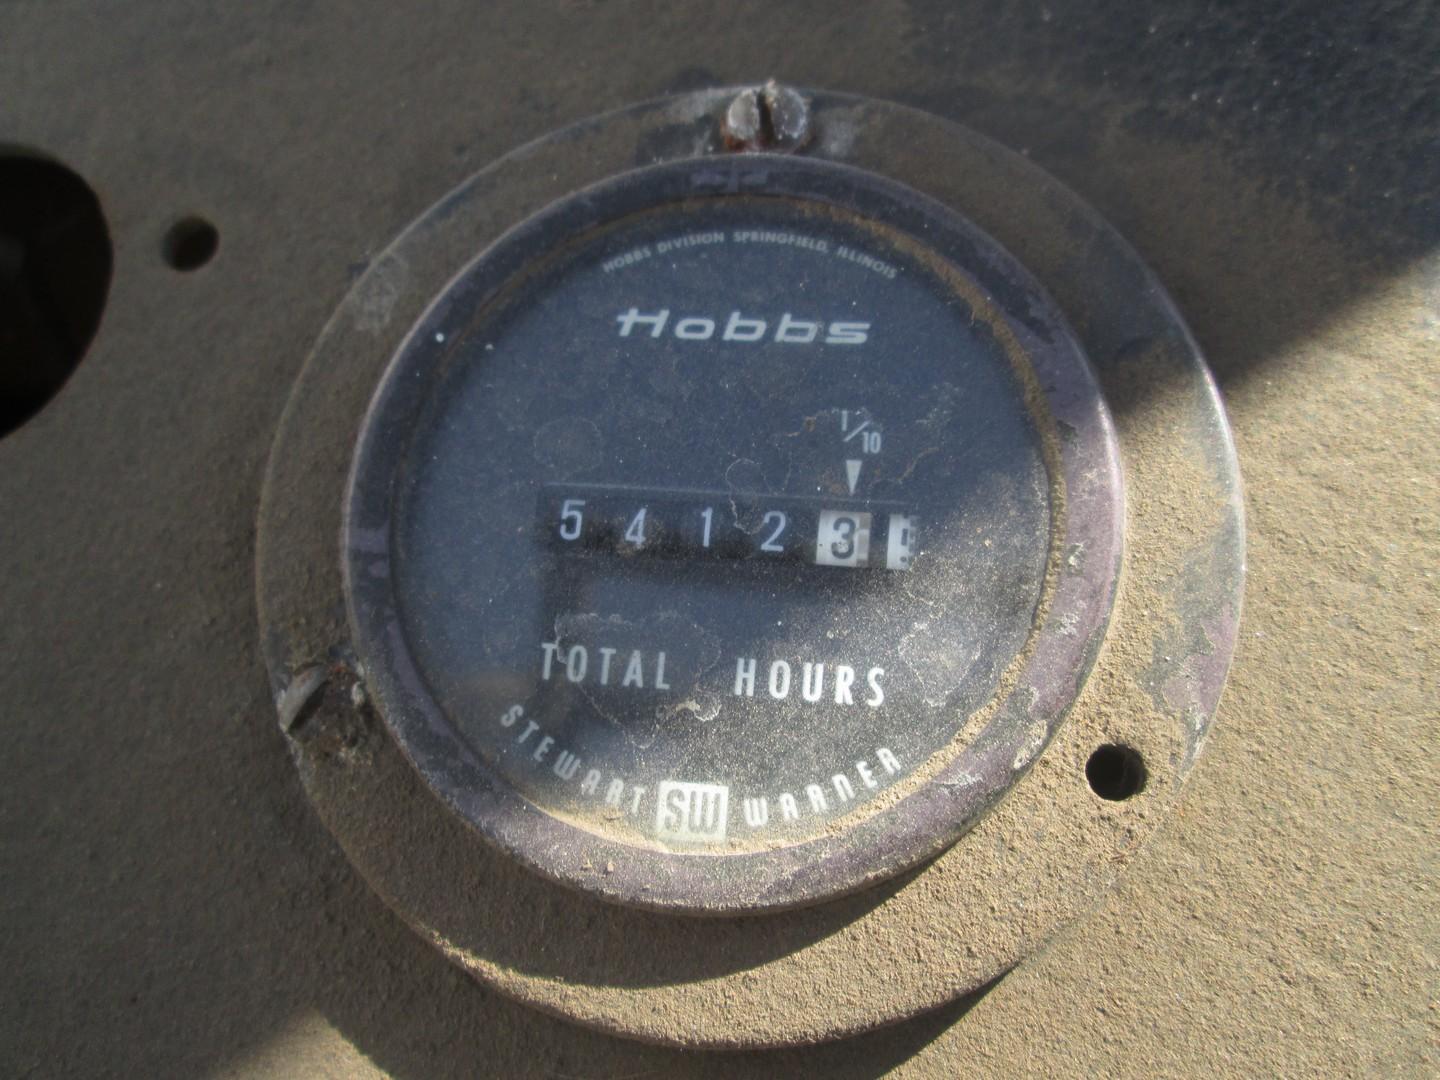 HOBBS DIVISION SPRINGFIELD, ILLINOIS
Hobbs
1/10
5 4 1 2 3
TOTAL HOURS
STEWART SW WARNER